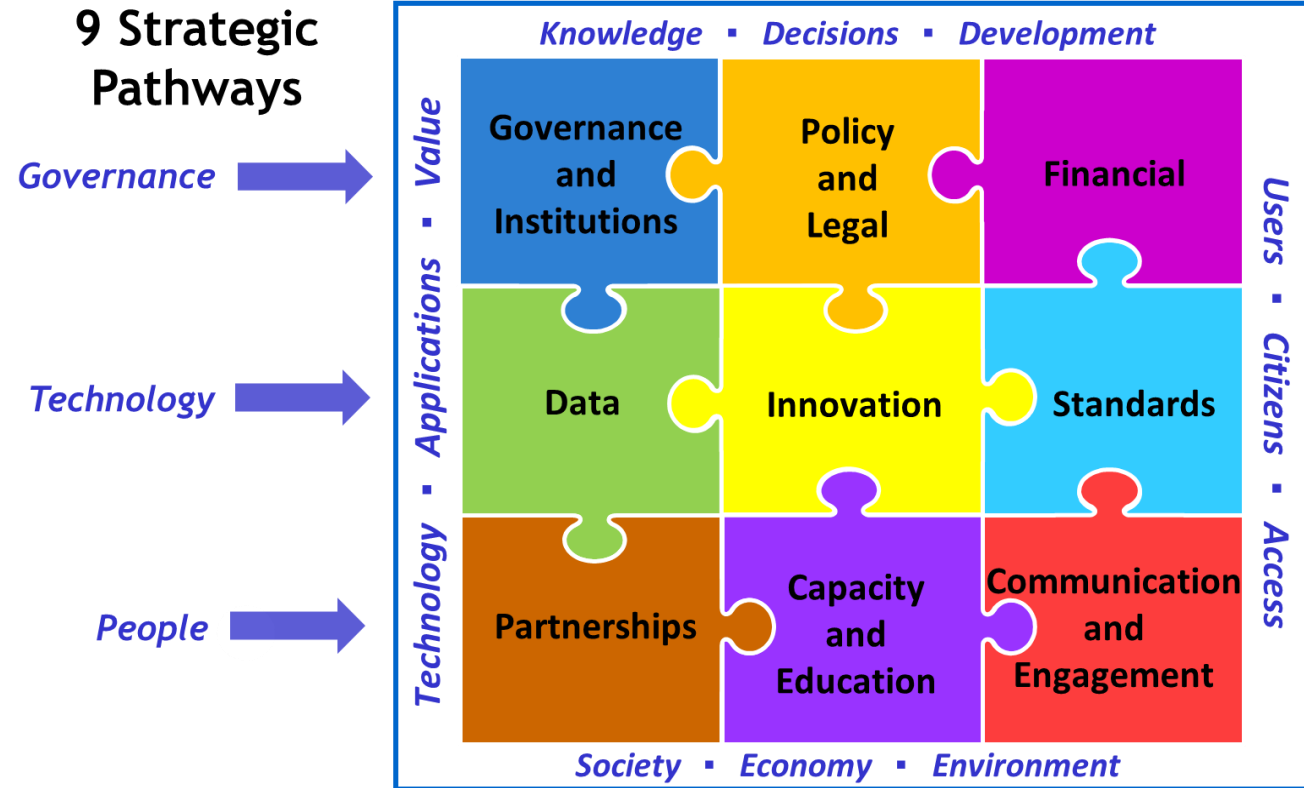 9 Strategic
Pathways
Knowledge ▪ Decisions ▪ Development
Governance
Technology
People
Technology ▪ Applications ▪ Value
Governance
and
Institutions
Policy
and
Legal
Financial
Data
Innovation
Standards
Partnerships
Capacity
and
Education
Communication
and
Engagement
Users ▪ Citizens ▪ Access
Society ▪ Economy ▪ Environment